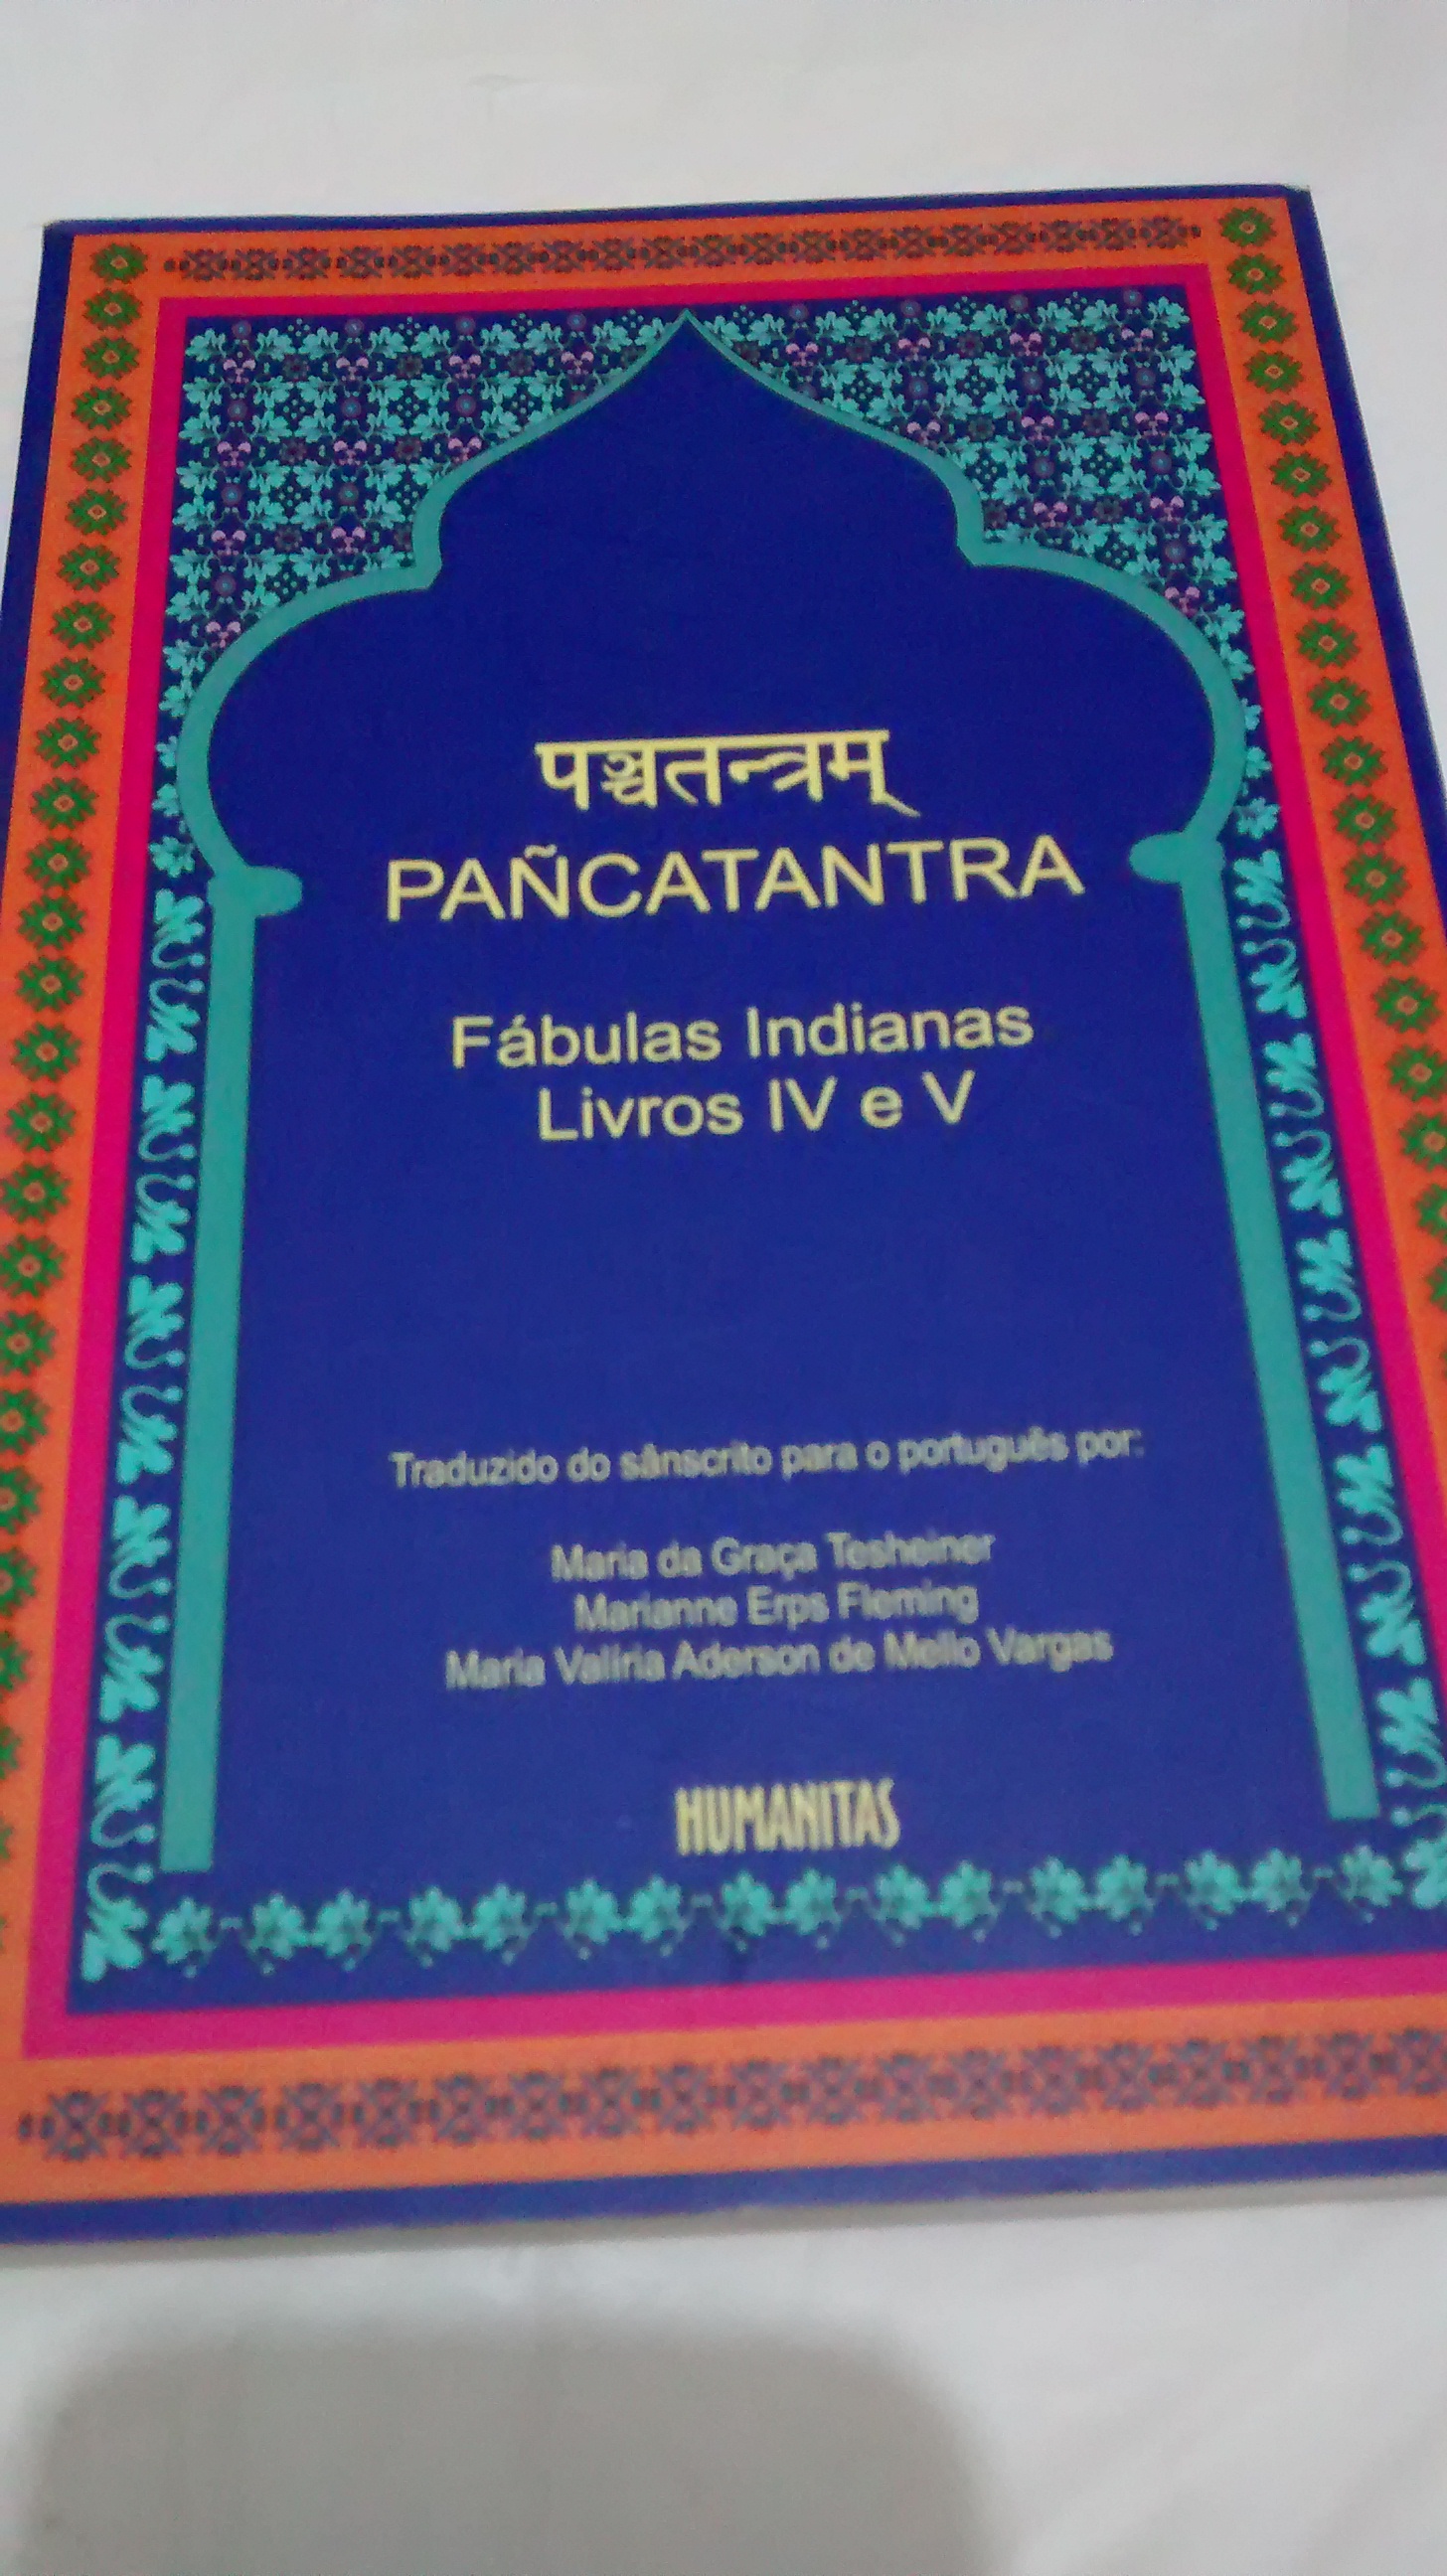 पञ्चतन्त्रम्
PAÑCATANTRA
Fábulas Indianas
Livros IV e V
Traduzido do sânscrito para o português por:
Maria da Graça Tesheiner
Marianne Erps Fleming
Maria Valíria Aderson de Mello Vargas
HUMANITAS